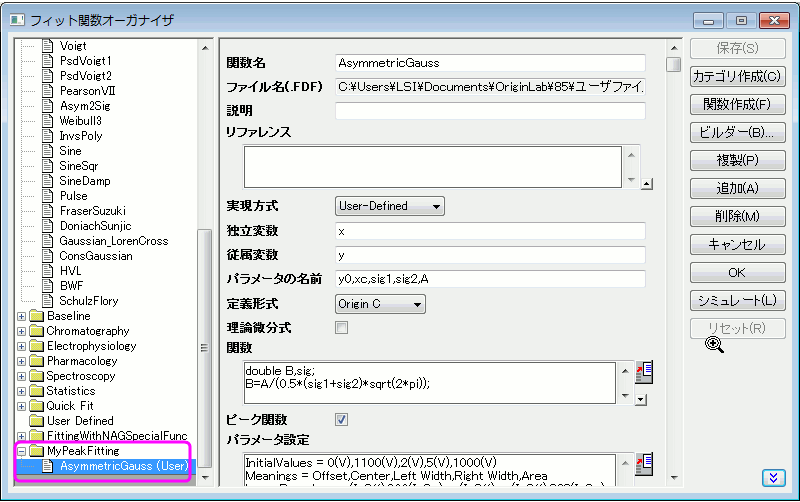 フィット関数オーガナイザ
Voigt
PsdVoigt1
PsdVoigt2
PearsonVII
Asym2Sig
Weibull3
InvsPoly
Sine
SineSqr
SineDamp
Pulse
FraserSuzuki
DoniachSunjic
Gaussian_LorenCross
ConsGaussian
HVL
BWF
SchulzFlory
Baseline
Chromatography
Electrophysiology
Pharmacology
Spectroscopy
Statistics
Quick Fit
User Defined
FittingWithNAGSpecialFunc
MyPeakFitting
AsymmetricGauss (User)
関数名 AsymmetricGauss
ファイル名(.FDF) C:¥Users¥LSI¥Documents¥OriginLab¥85¥ユーザファイル
説明
リファレンス
実現方式 User-Defined
独立変数 x
従属変数 y
パラメータの名前 y0,xc,sig1,sig2,A
定義形式 Origin C
理論微分式
関数
double B,sig;
B=A/(0.5*(sig1+sig2)*sqrt(2*pi));
ピーク関数
パラメータ設定
InitialValues = 0(V),1100(V),2(V),5(V),1000(V)
Meanings = Offset,Center,Left Width,Right Width,Area
保存(S)
カテゴリ作成(C)
関数作成(F)
ビルダー(B)...
複製(P)
追加(A)
削除(M)
キャンセル
OK
シミュレート(L)
リセット(R)